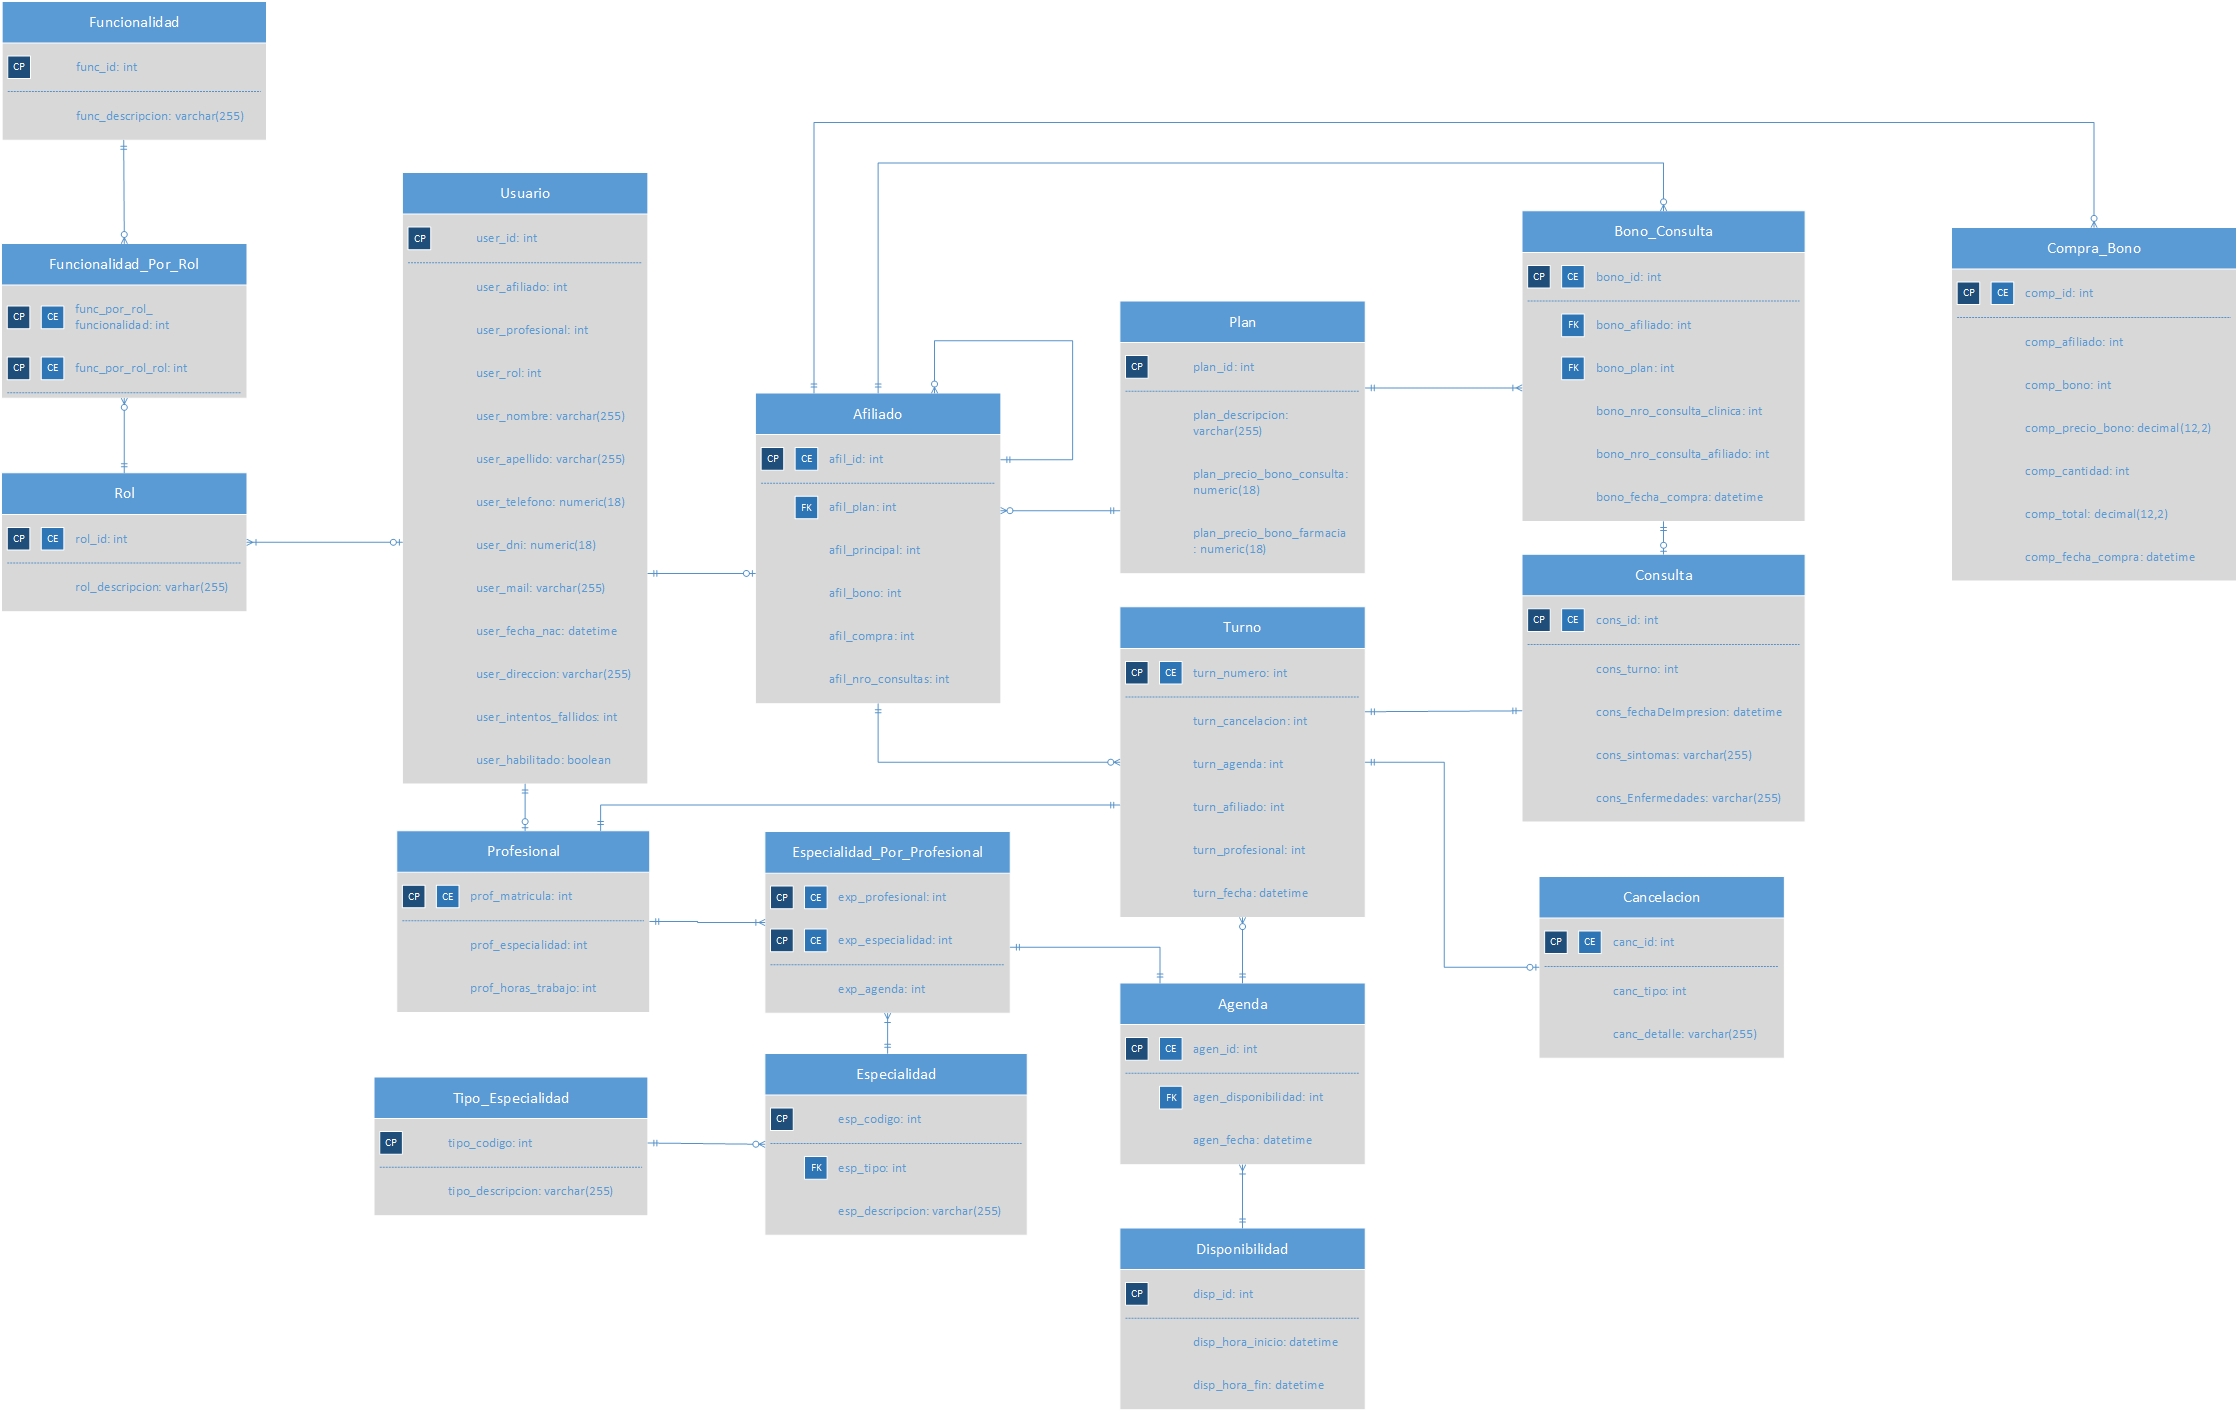 Funcionalidad
CP
func_id: int
func_descripcion: varchar(255)
Funcionalidad_Por_Rol
CP CE
func_por_rol_
funcionalidad: int
CP CE func_por_rol_rol: int
Rol
CP CE rol_id: int
rol_descripcion: varhar(255)
Usuario
CP user_id: int
user_afiliado: int
user_profesional: int
user_rol: int
user_nombre: varchar(255)
user_apellido: varchar(255)
user_telefono: numeric(18)
user_dni: numeric(18)
user_mail: varchar(255)
user_fecha_nac: datetime
user_direccion: varchar(255)
user_intentos_fallidos: int
user_habilitado: boolean
Afiliado
CP CE afil_id: int
FK afil_plan: int
afil_principal: int
afil_bono: int
afil_compra: int
afil_nro_consultas: int
Plan
CP plan_id: int
plan_descripcion:
varchar(255)
plan_precio_bono_consulta:
numeric(18)
plan_precio_bono_farmacia
: numeric(18)
Bono_Consulta
CP CE bono_id: int
FK bono_afiliado: int
FK bono_plan: int
bono_nro_consulta_clinica: int
bono_nro_consulta_afiliado: int
bono_fecha_compra: datetime
Compra_Bono
CP CE comp_id: int
comp_afiliado: int
comp_bono: int
comp_precio_bono: decimal(12,2)
comp_cantidad: int
comp_total: decimal(12,2)
comp_fecha_compra: datetime
Consulta
CP CE cons_id: int
cons_turno: int
cons_fechaDeImpresion: datetime
cons_sintomas: varchar(255)
cons_Enfermedades: varchar(255)
Turno
CP CE turn_numero: int
turn_cancelacion: int
turn_agenda: int
turn_afiliado: int
turn_profesional: int
turn_fecha: datetime
Profesional
CP CE prof_matricula: int
prof_especialidad: int
prof_horas_trabajo: int
Especialidad_Por_Profesional
CP CE exp_profesional: int
CP CE exp_especialidad: int
exp_agenda: int
Cancelacion
CP CE canc_id: int
canc_tipo: int
canc_detalle: varchar(255)
Agenda
CP CE agen_id: int
FK agen_disponibilidad: int
agen_fecha: datetime
Tipo_Especialidad
CP tipo_codigo: int
tipo_descripcion: varchar(255)
Especialidad
CP esp_codigo: int
FK esp_tipo: int
esp_descripcion: varchar(255)
Disponibilidad
CP disp_id: int
disp_hora_inicio: datetime
disp_hora_fin: datetime